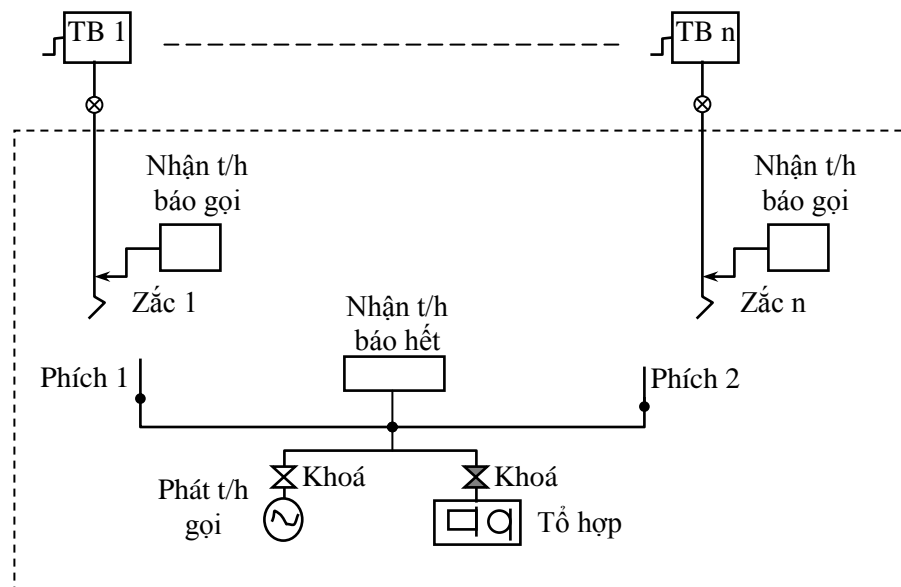 TB 1
TB n
Nhận t/h
báo gọi
Nhận t/h
báo gọi
Zắc 1
Zắc n
Nhận t/h
báo hết
Phích 1
Phích 2
Khoá
Khoá
Phát t/h
gọi
Tổ hợp